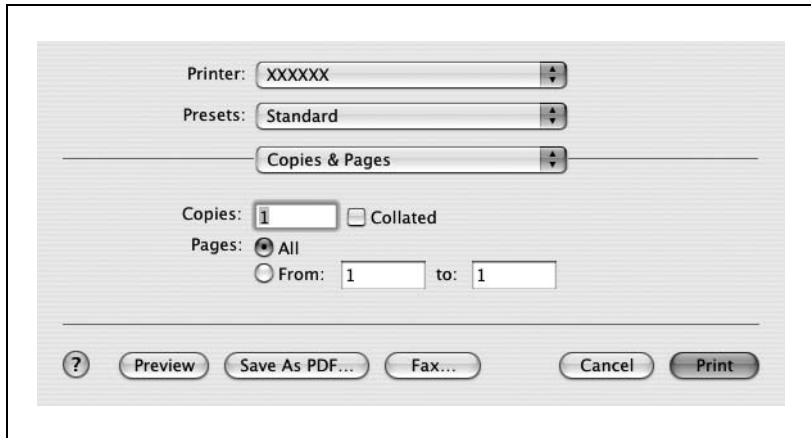 Printer: XXXXXX
Presets: Standard
Copies & Pages
Copies: 1 Collated
Pages: All
From: 1 to: 1
? Preview Save As PDF... Fax... Cancel Print